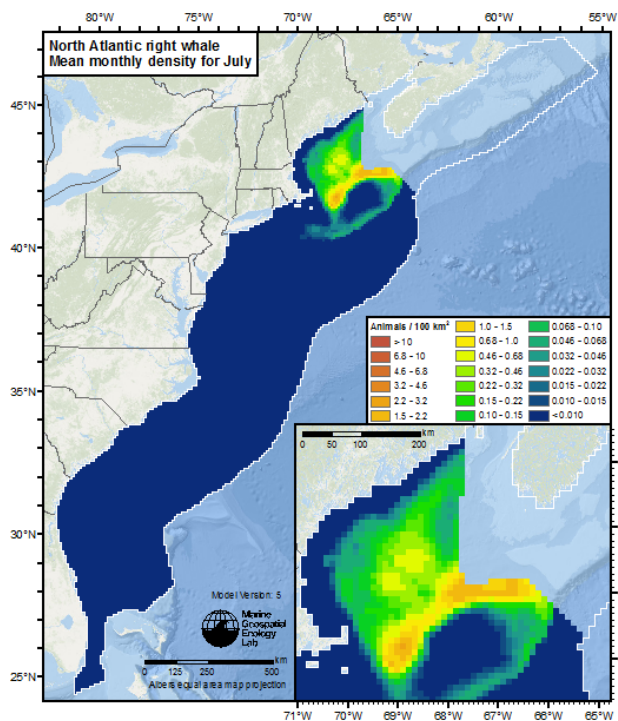 80°W 75°W 70°W 65°W 60°W 55°W
North Atlantic right whale
Mean monthly density for July
45°N
40°N
35°N
30°N
25°N
Animals / 100 km²
>10
6.8 - 10
4.6 - 6.8
3.2 - 4.6
2.2 - 3.2
1.5 - 2.2
1.0 - 1.5
0.68 - 1.0
0.46 - 0.68
0.32 - 0.46
0.22 - 0.32
0.15 - 0.22
0.10 - 0.15
0.068 - 0.10
0.046 - 0.068
0.032 - 0.046
0.022 - 0.032
0.015 - 0.022
0.010 - 0.015
<0.010
0 50 100 200
km
Model Version: 5
Marine
Geospatial
Ecology
Lab
0 125 250 500
km
Albers equal area map projection
71°W 70°W 69°W 68°W 67°W 66°W 65°W